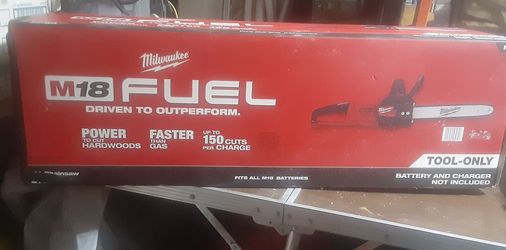 Milwaukee
M18 FUEL
DRIVEN TO OUTPERFORM.
POWER
TO CUT
HARDWOODS
FASTER
THAN
GAS
UP TO
150 CUTS
PER CHARGE
Milwaukee
TOOL-ONLY
BATTERY AND CHARGER
NOT INCLUDED
FITS ALL M18 BATTERIES